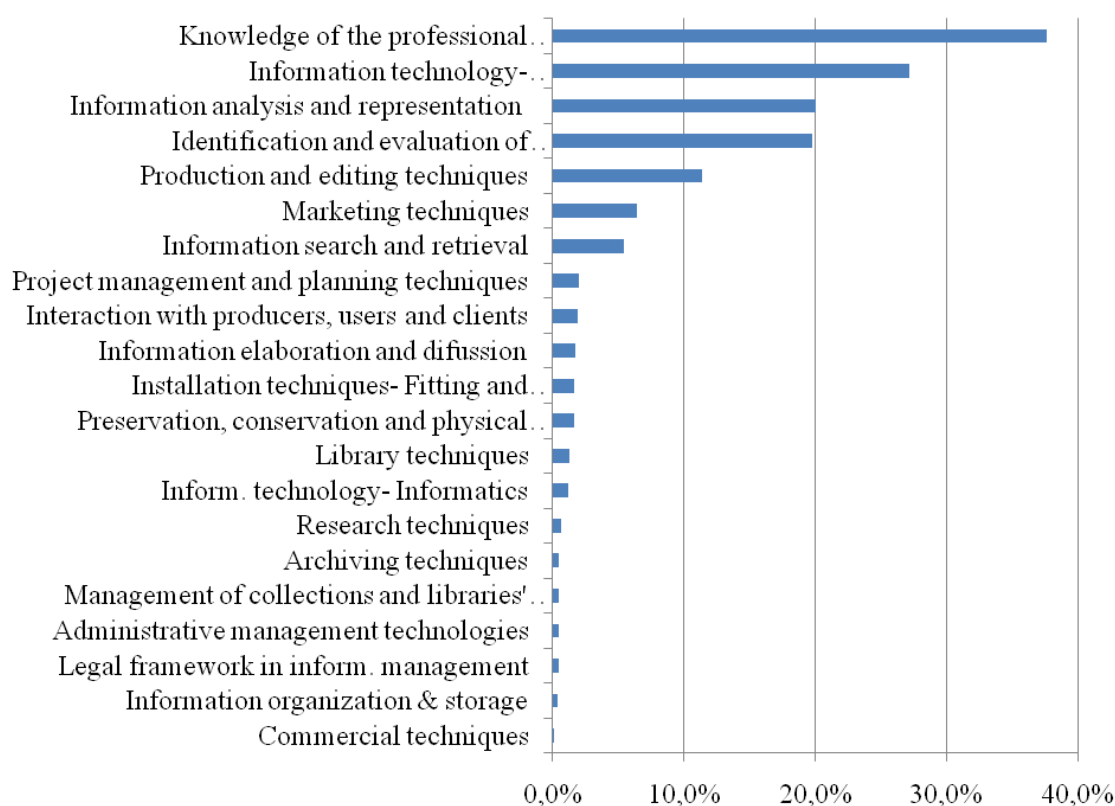 Knowledge of the professional..
Information technology-..
Information analysis and representation
Identification and evaluation of..
Production and editing techniques
Marketing techniques
Information search and retrieval
Project management and planning techniques
Interaction with producers, users and clients
Information elaboration and difussion
Installation techniques- Fitting and..
Preservation, conservation and physical..
Library techniques
Inform. technology- Informatics
Research techniques
Archiving techniques
Management of collections and libraries'..
Administrative management technologies
Legal framework in inform. management
Information organization & storage
Commercial techniques
0,0% 10,0% 20,0% 30,0% 40,0%